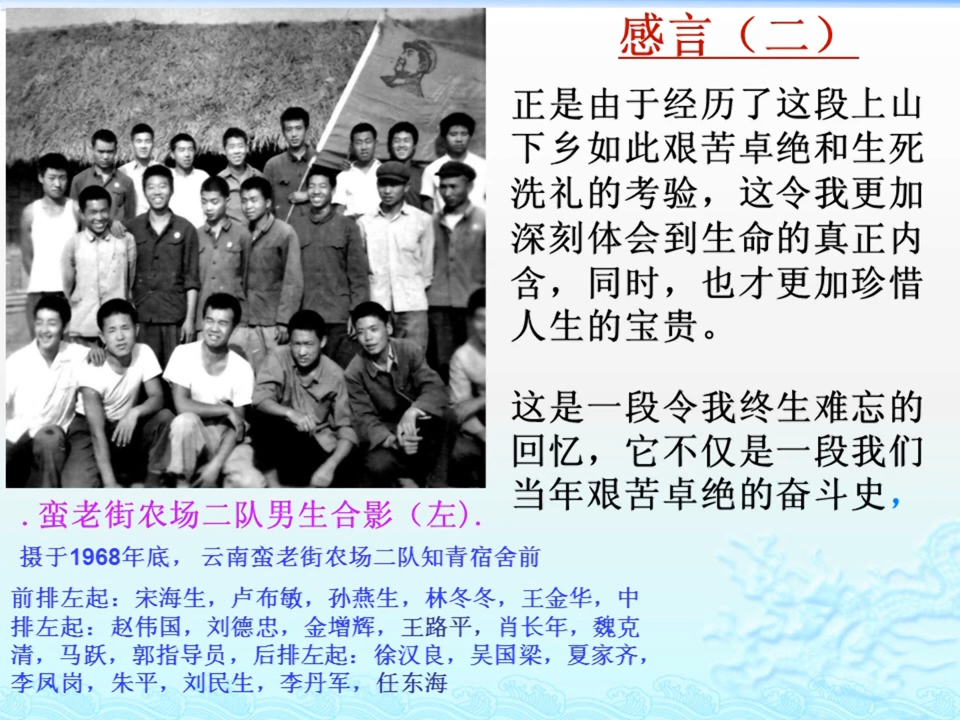 感言（二）
正是由于经历了这段上山
下乡如此艰苦卓绝和生死
洗礼的考验，这令我更加
深刻体会到生命的真正内
含，同时，也才更加珍惜
人生的宝贵。
这是一段令我终生难忘的
回忆，它不仅是一段我们
当年艰苦卓绝的奋斗史，
.蛮老街农场二队男生合影（左).
摄于1968年底， 云南蛮老街农场二队知青宿舍前
前排左起：宋海生，卢布敏，孙燕生，林冬冬，王金华，中
排左起：赵伟国，刘德忠，金增辉，王路平，肖长年，魏克
清，马跃，郭指导员，后排左起：徐汉良，吴国梁，夏家齐，
李凤岗，朱平，刘民生，李丹军，任东海